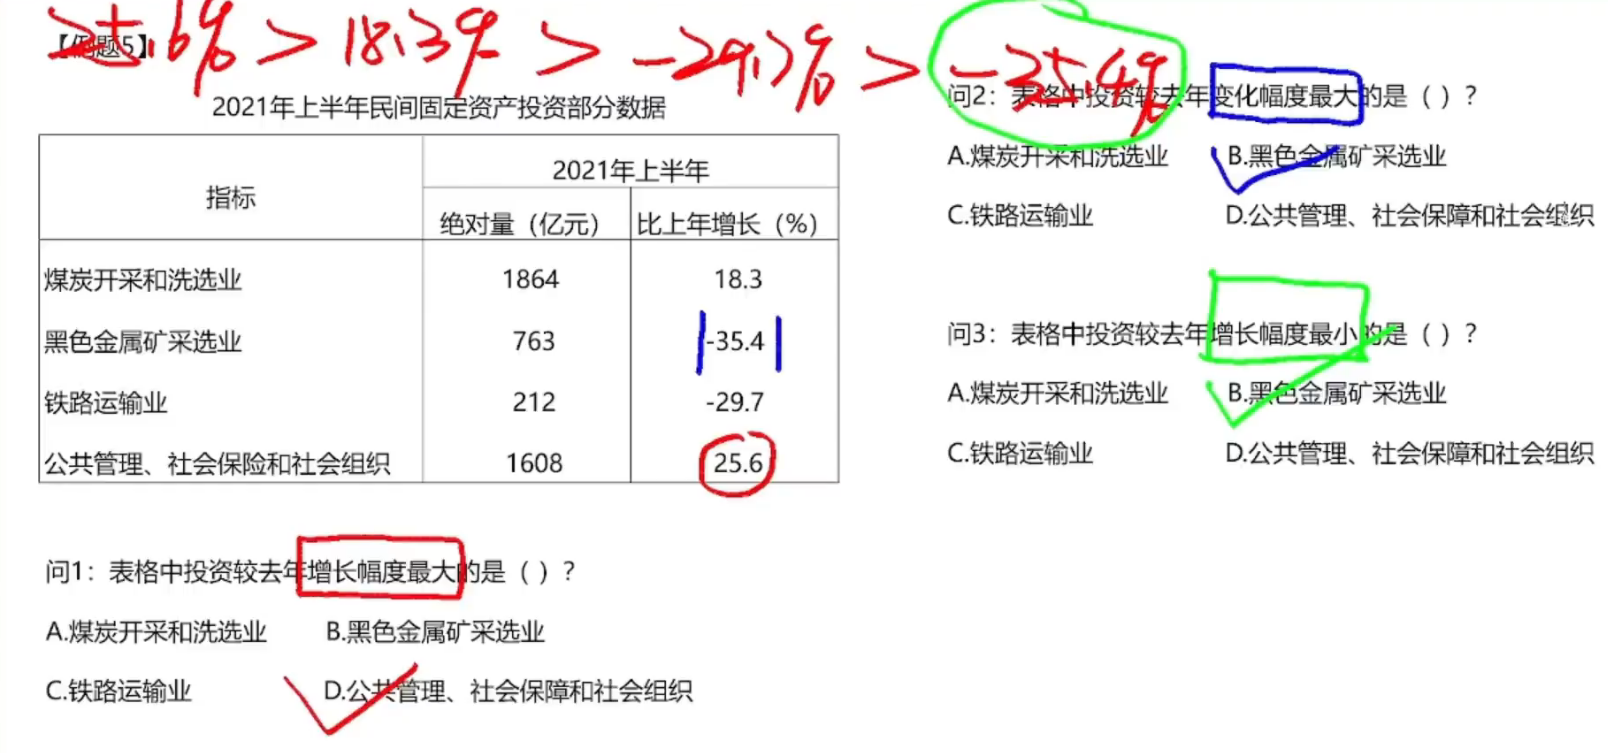 25.6% > 18.3% > -29.7% > -35.4%
【例题5】
2021年上半年民间固定资产投资部分数据
指标
2021年上半年
绝对量（亿元）
比上年增长（%）
煤炭开采和洗选业 1864 18.3
黑色金属矿采选业 763 -35.4
铁路运输业 212 -29.7
公共管理、社会保险和社会组织 1608 25.6
问1：表格中投资较去年增长幅度最大的是（ ）？
A.煤炭开采和洗选业 B.黑色金属矿采选业
C.铁路运输业 D.公共管理、社会保障和社会组织
问2：表格中投资较去年变化幅度最大的是（ ）？
A.煤炭开采和洗选业 B.黑色金属矿采选业
C.铁路运输业 D.公共管理、社会保障和社会组织
问3：表格中投资较去年增长幅度最小的是（ ）？
A.煤炭开采和洗选业 B.黑色金属矿采选业
C.铁路运输业 D.公共管理、社会保障和社会组织